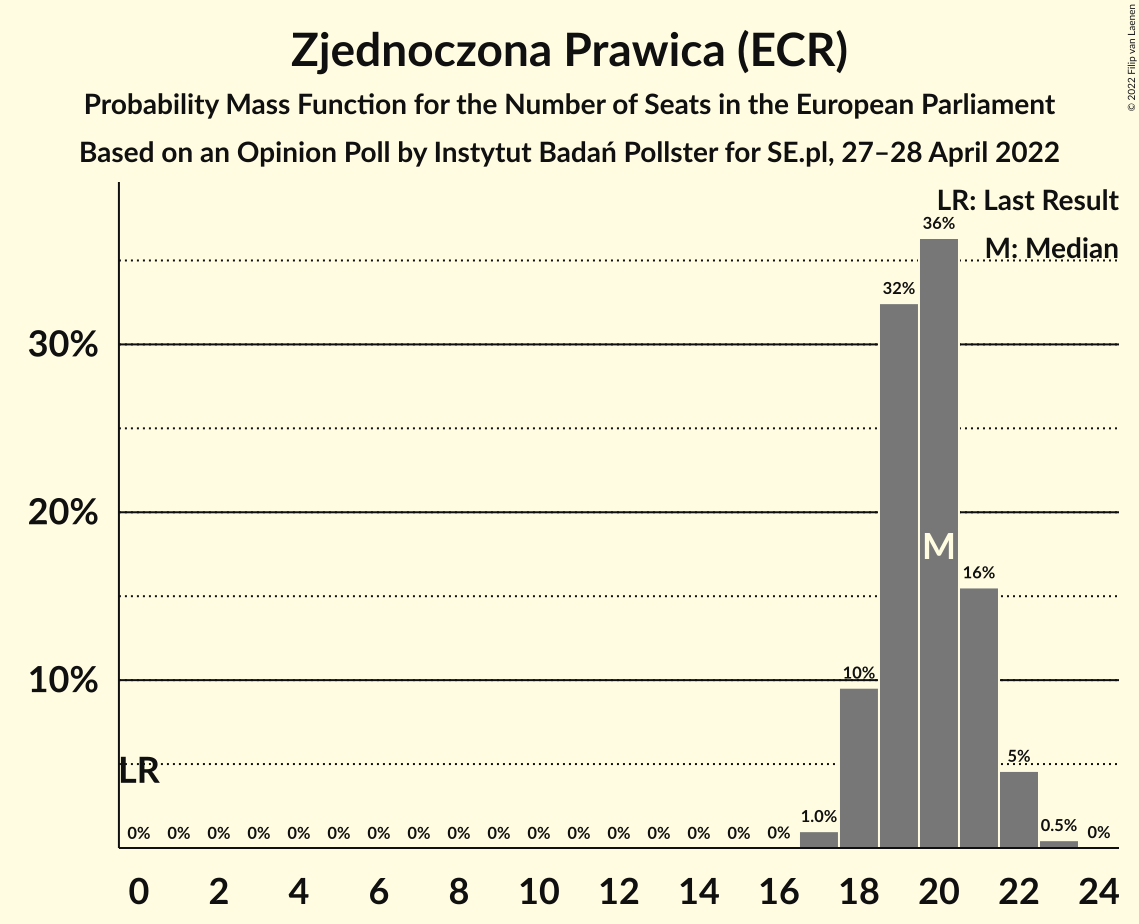 Zjednoczona Prawica (ECR)
Probability Mass Function for the Number of Seats in the European Parliament
Based on an Opinion Poll by Instytut Badań Pollster for SE.pl, 27–28 April 2022
© 2022 Filip van Laenen
LR: Last Result
M: Median
36%
32%
30%
20%
M
16%
10%
10%
LR
5%
0% 0% 0% 0% 0% 0% 0% 0% 0% 0% 0% 0% 0% 0% 0% 0% 0% 1.0% 0.5% 0%
0 2 4 6 8 10 12 14 16 18 20 22 24